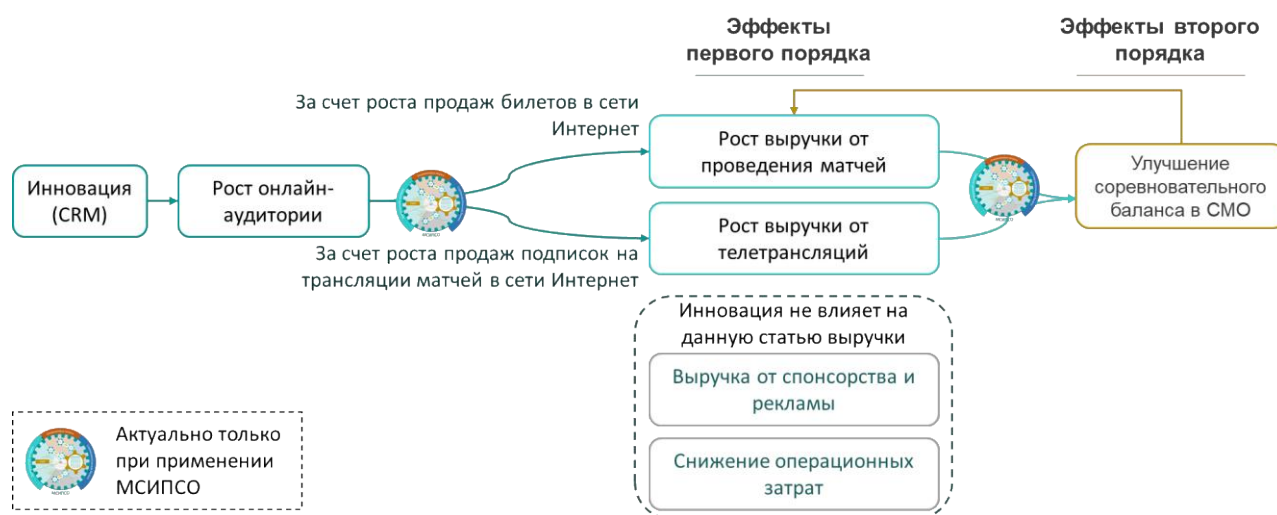 Эффекты
первого порядка
Эффекты второго
порядка
За счет роста продаж билетов в сети
Интернет
Инновация
(CRM)
Рост онлайн-
аудитории
МСИПСО
Рост выручки от
проведения матчей
Рост выручки от
телетрансляций
МСИПСО
Улучшение
соревновательного
баланса в СМО
За счет роста продаж подписок на
трансляции матчей в сети Интернет
Инновация не влияет на
данную статью выручки
Выручка от спонсорства и
рекламы
Снижение операционных
затрат
МСИПСО
Актуально только
при применении
МСИПСО